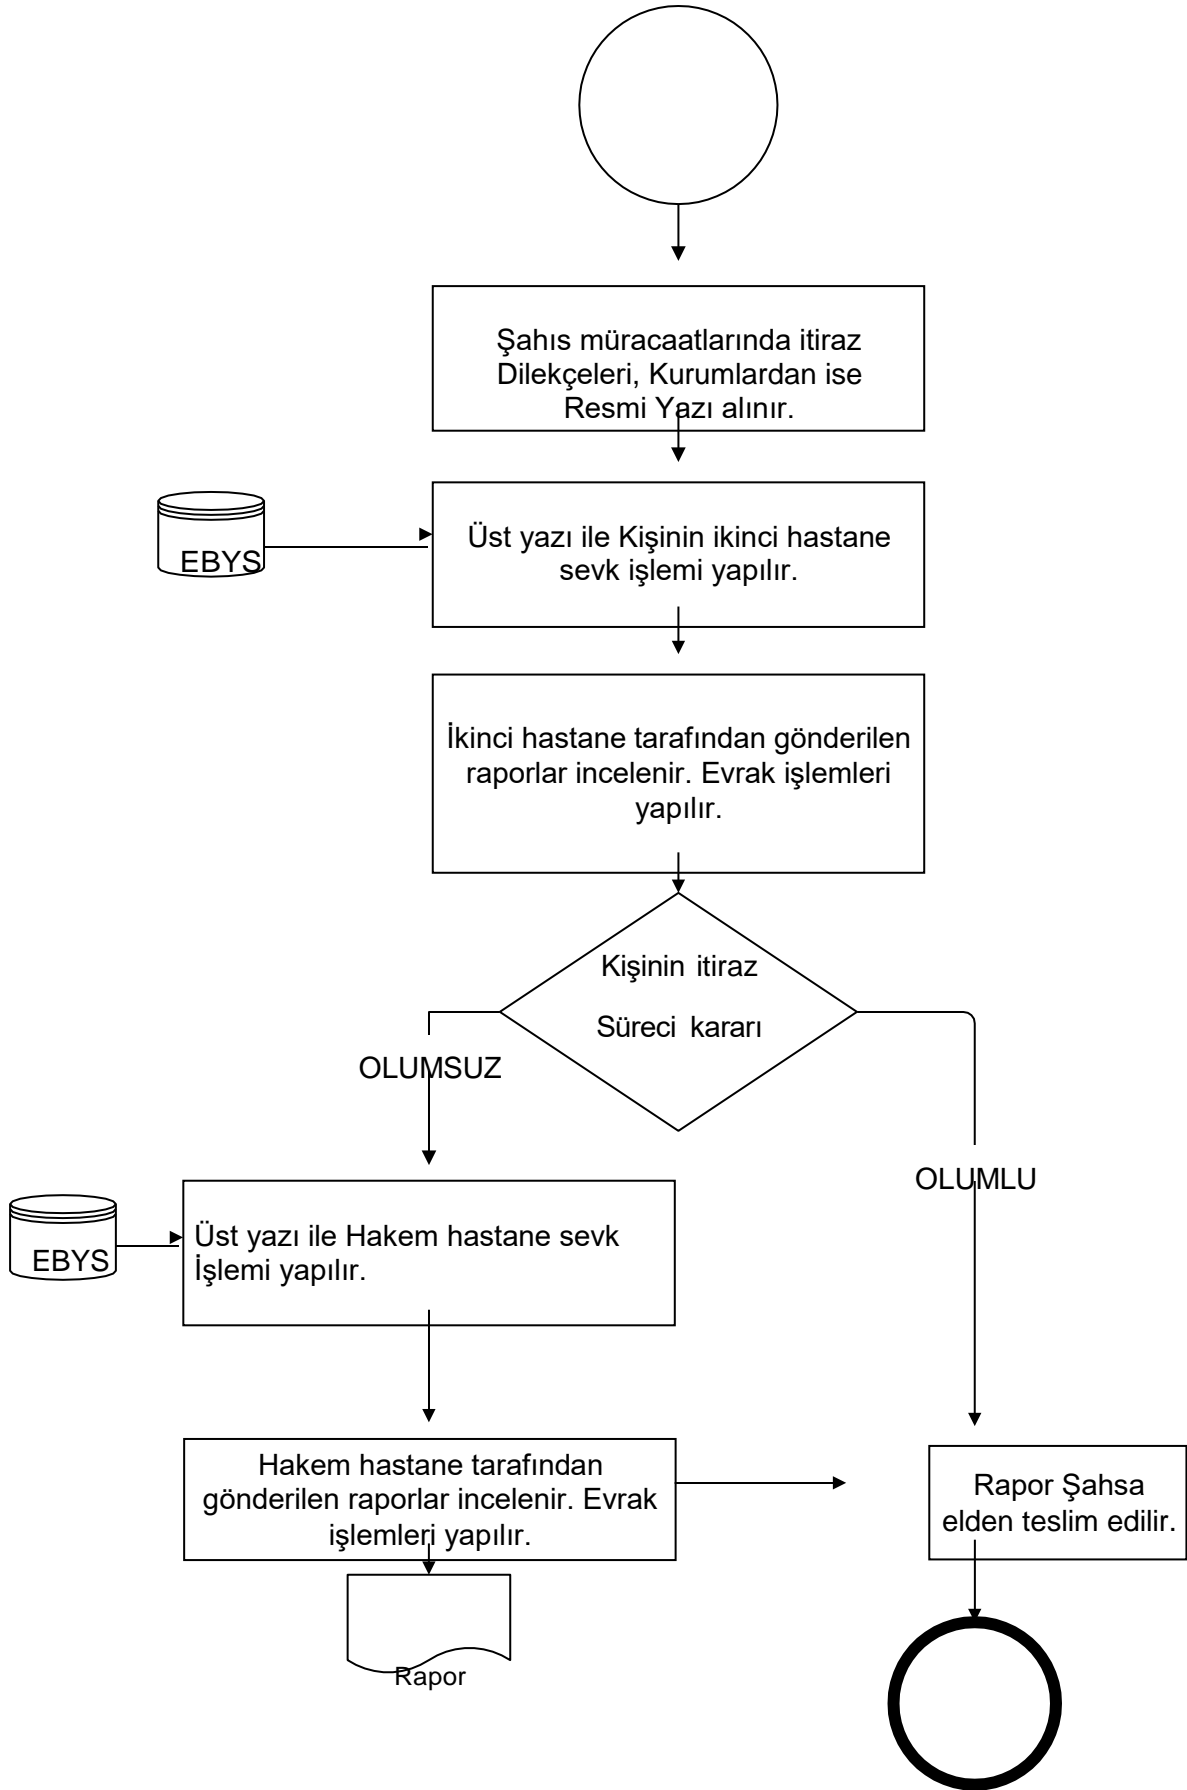 Şahıs müracaatlarında itiraz
Dilekçeleri, Kurumlardan ise
Resmi Yazı alınır.
EBYS
Üst yazı ile Kişinin ikinci hastane
sevk işlemi yapılır.
İkinci hastane tarafından gönderilen
raporlar incelenir. Evrak işlemleri
yapılır.
Kişinin itiraz
Süreci kararı
OLUMSUZ
OLUMLU
EBYS
Üst yazı ile Hakem hastane sevk
İşlemi yapılır.
Hakem hastane tarafından
gönderilen raporlar incelenir. Evrak
işlemleri yapılır.
Rapor Şahsa
elden teslim edilir.
Rapor